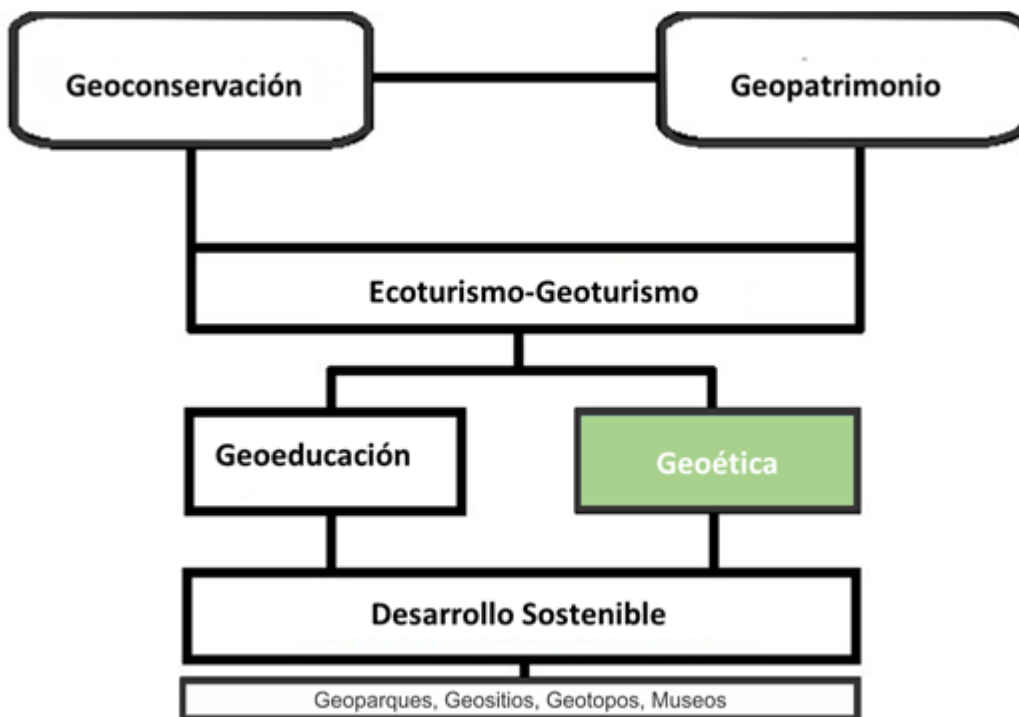 Geoconservación
Geopatrimonio
Ecoturismo-Geoturismo
Geoeducación
Geoética
Desarrollo Sostenible
Geoparques, Geositios, Geotopos, Museos